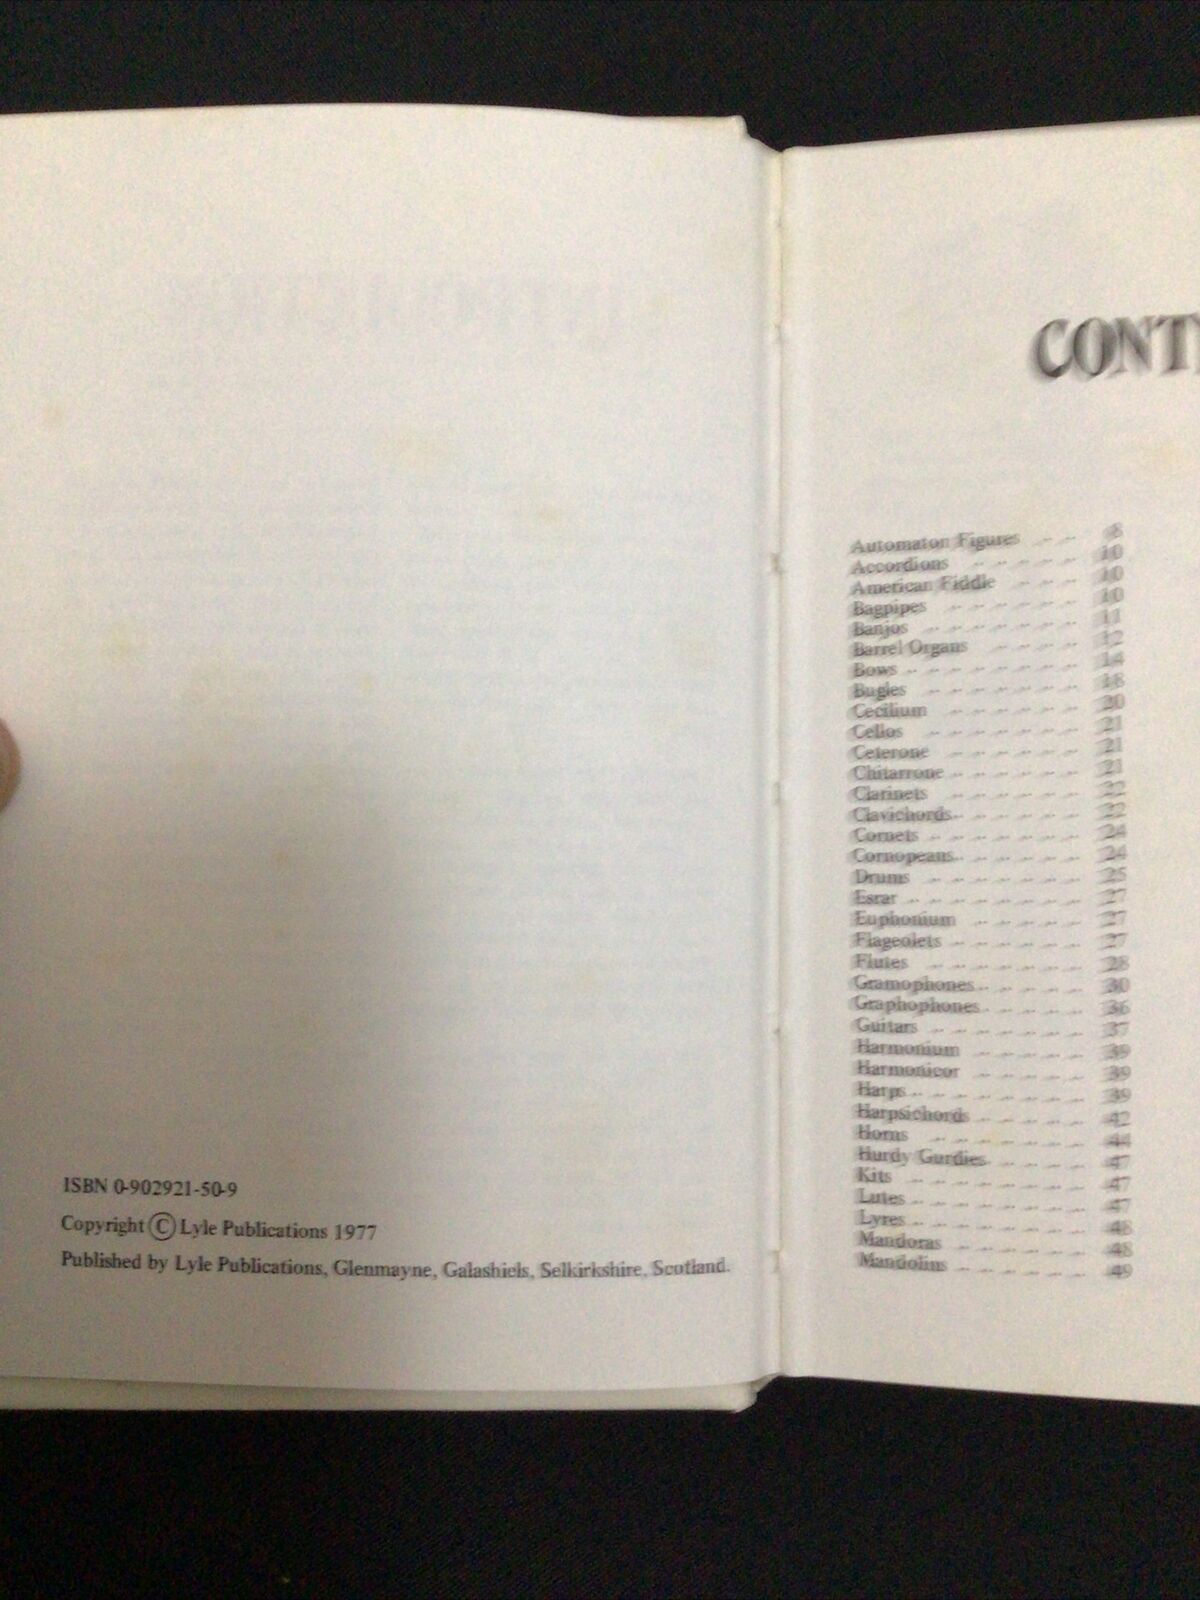 ISBN 0-902921-50-9
Copyright © Lyle Publications 1977
Published by Lyle Publications, Glenmayne, Galashiels, Selkirkshire, Scotland.
Automaton Figures 8
Accordions 10
American Fiddle 10
Bagpipes 10
Banjos 11
Barrel Organs 12
Bows 14
Bugles 18
Cecilium 20
Cellos 21
Ceterone 21
Chitarrone 21
Clarinets 22
Clavichords 22
Cornets 24
Cornopeans 24
Drums 25
Esrar 27
Euphonium 27
Flageolets 27
Flutes 28
Gramophones 30
Graphophones 36
Guitars 37
Harmonium 39
Harmonicor 39
Harps 39
Harpsichords 42
Horns 44
Hurdy Gurdies 47
Kits 47
Lutes 47
Lyres 48
Mandoras 48
Mandolins 49